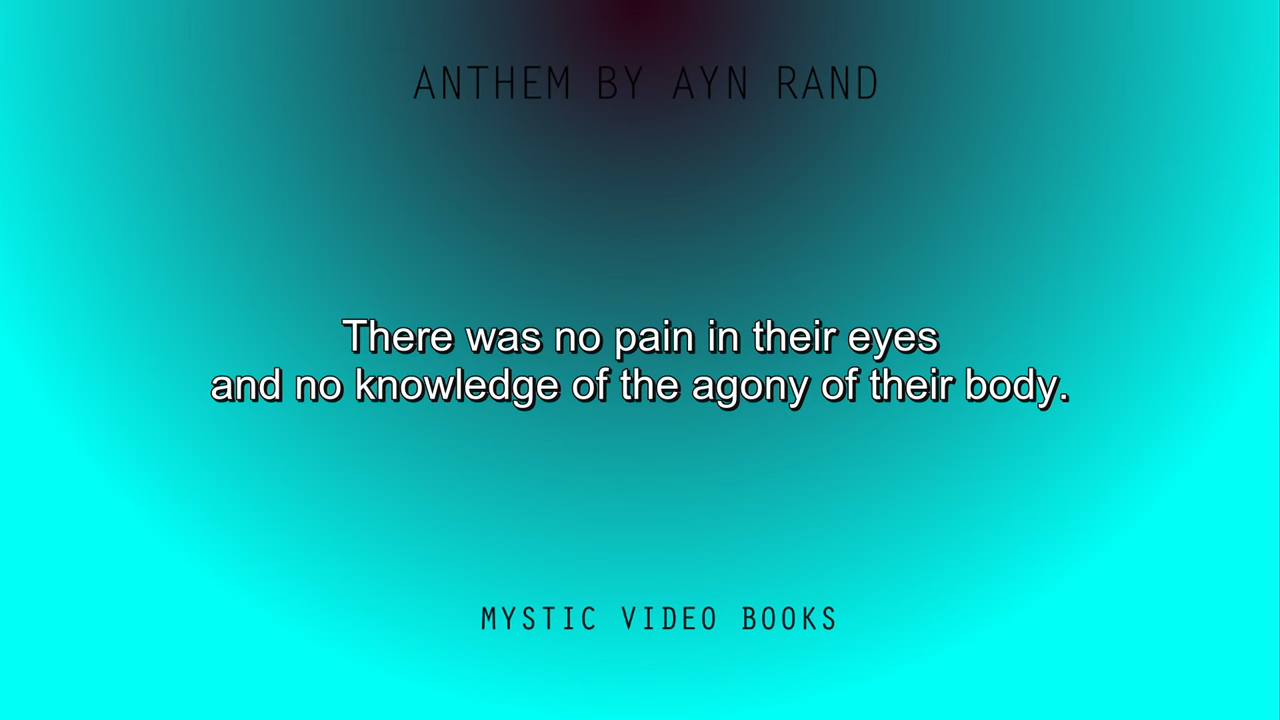 ANTHEM BY AYN RAND
There was no pain in their eyes
and no knowledge of the agony of their body.
MYSTIC VIDEO BOOKS